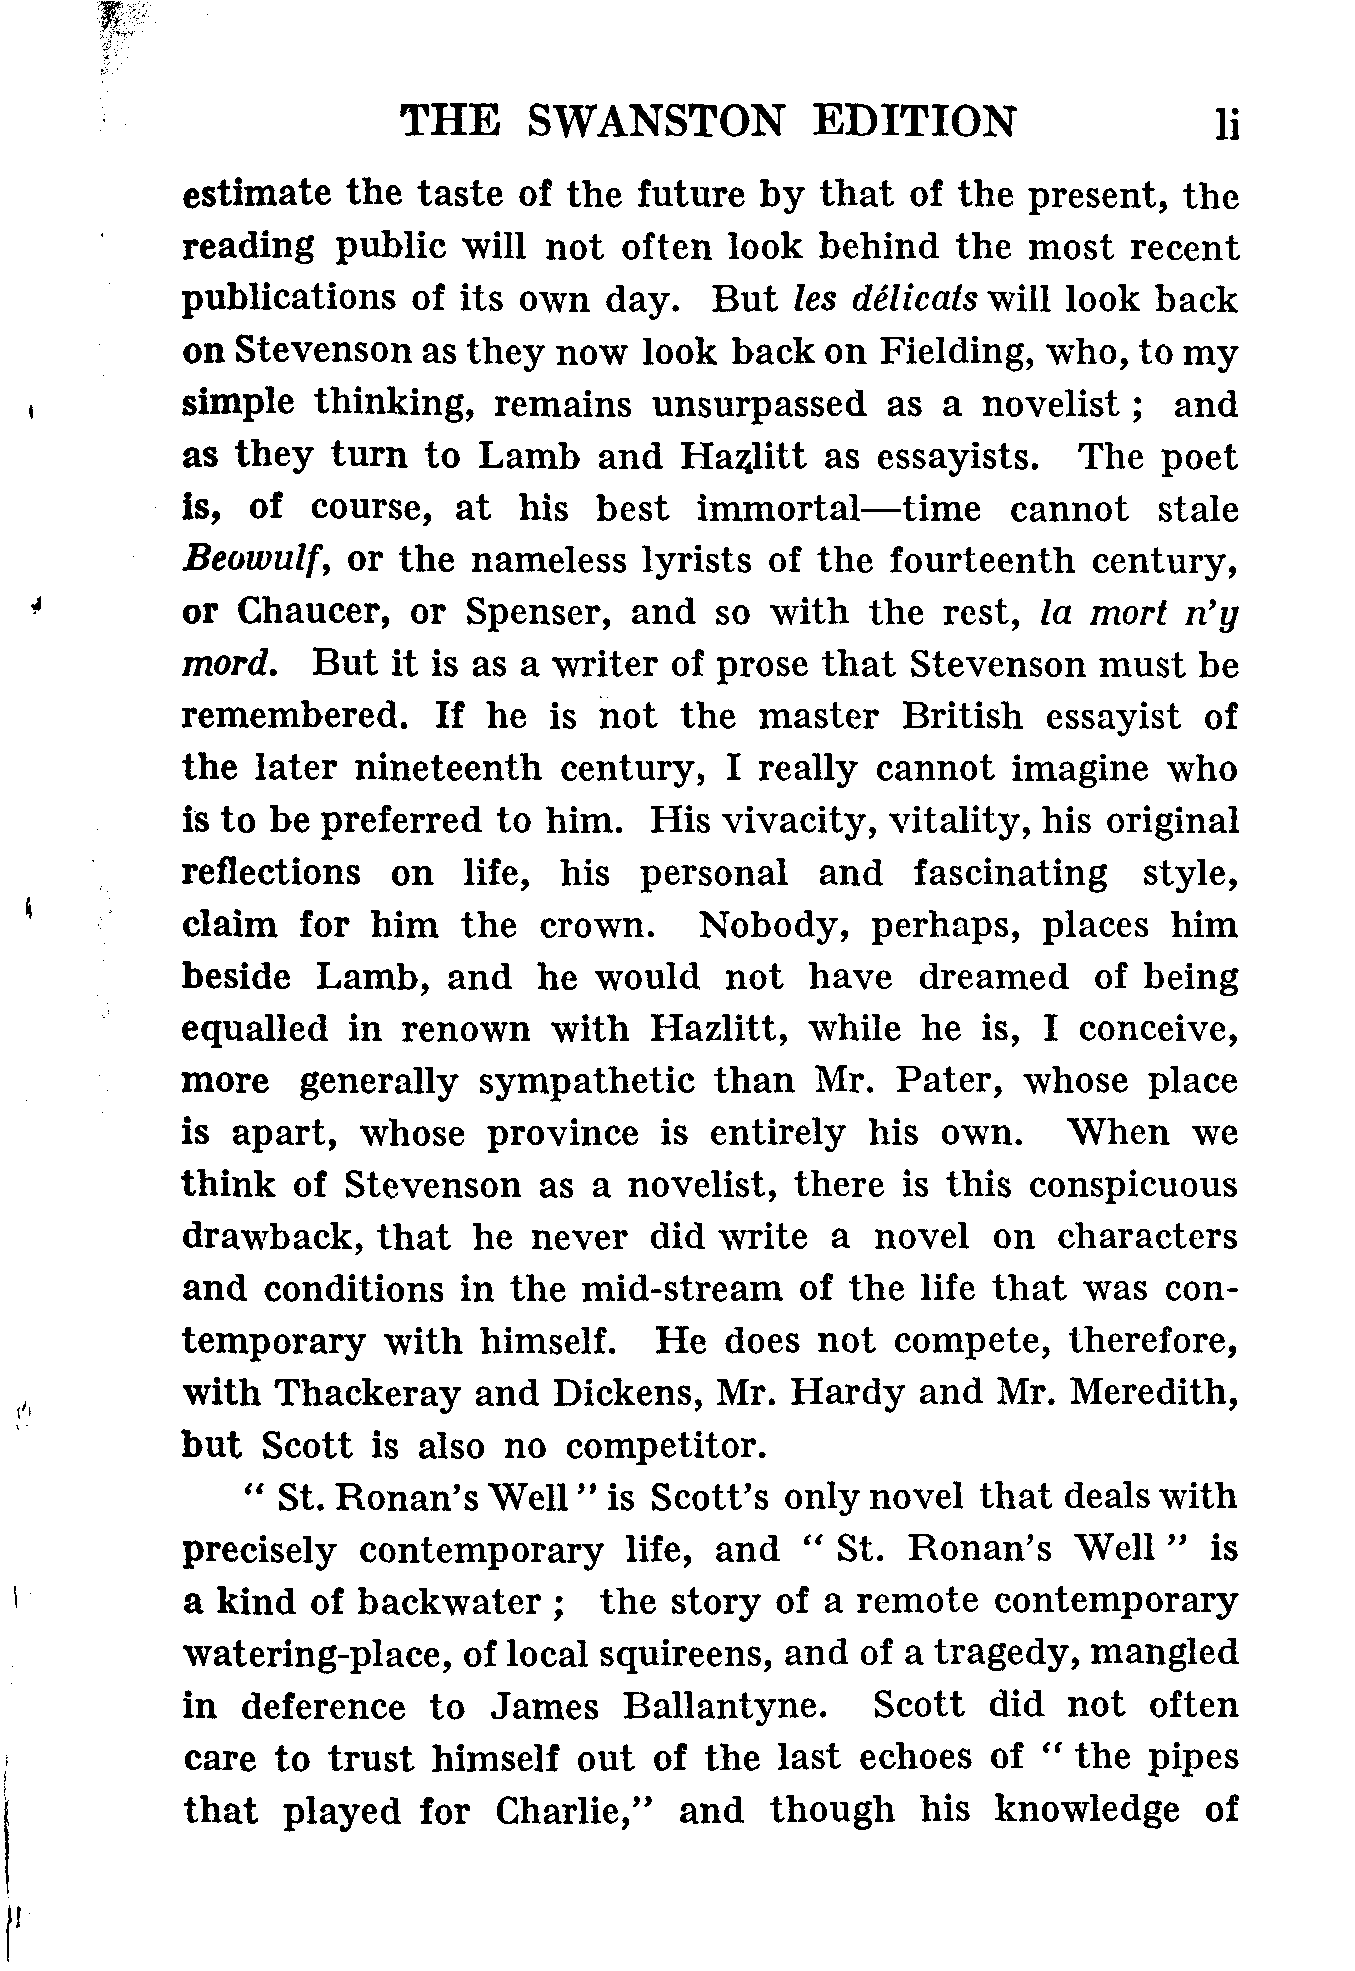 THE SWANSTON EDITION li
estimate the taste of the future by that of the present, the
reading public will not often look behind the most recent
publications of its own day. But les délicats will look back
on Stevenson as they now look back on Fielding, who, to my
simple thinking, remains unsurpassed as a novelist ; and
as they turn to Lamb and Hazlitt as essayists. The poet
is, of course, at his best immortal—time cannot stale
Beowulf, or the nameless lyrists of the fourteenth century,
or Chaucer, or Spenser, and so with the rest, la mort n'y
mord. But it is as a writer of prose that Stevenson must be
remembered. If he is not the master British essayist of
the later nineteenth century, I really cannot imagine who
is to be preferred to him. His vivacity, vitality, his original
reflections on life, his personal and fascinating style,
claim for him the crown. Nobody, perhaps, places him
beside Lamb, and he would not have dreamed of being
equalled in renown with Hazlitt, while he is, I conceive,
more generally sympathetic than Mr. Pater, whose place
is apart, whose province is entirely his own. When we
think of Stevenson as a novelist, there is this conspicuous
drawback, that he never did write a novel on characters
and conditions in the mid-stream of the life that was con-
temporary with himself. He does not compete, therefore,
with Thackeray and Dickens, Mr. Hardy and Mr. Meredith,
but Scott is also no competitor.
“ St. Ronan's Well ” is Scott's only novel that deals with
precisely contemporary life, and “ St. Ronan's Well ” is
a kind of backwater ; the story of a remote contemporary
watering-place, of local squireens, and of a tragedy, mangled
in deference to James Ballantyne. Scott did not often
care to trust himself out of the last echoes of “ the pipes
that played for Charlie,” and though his knowledge of